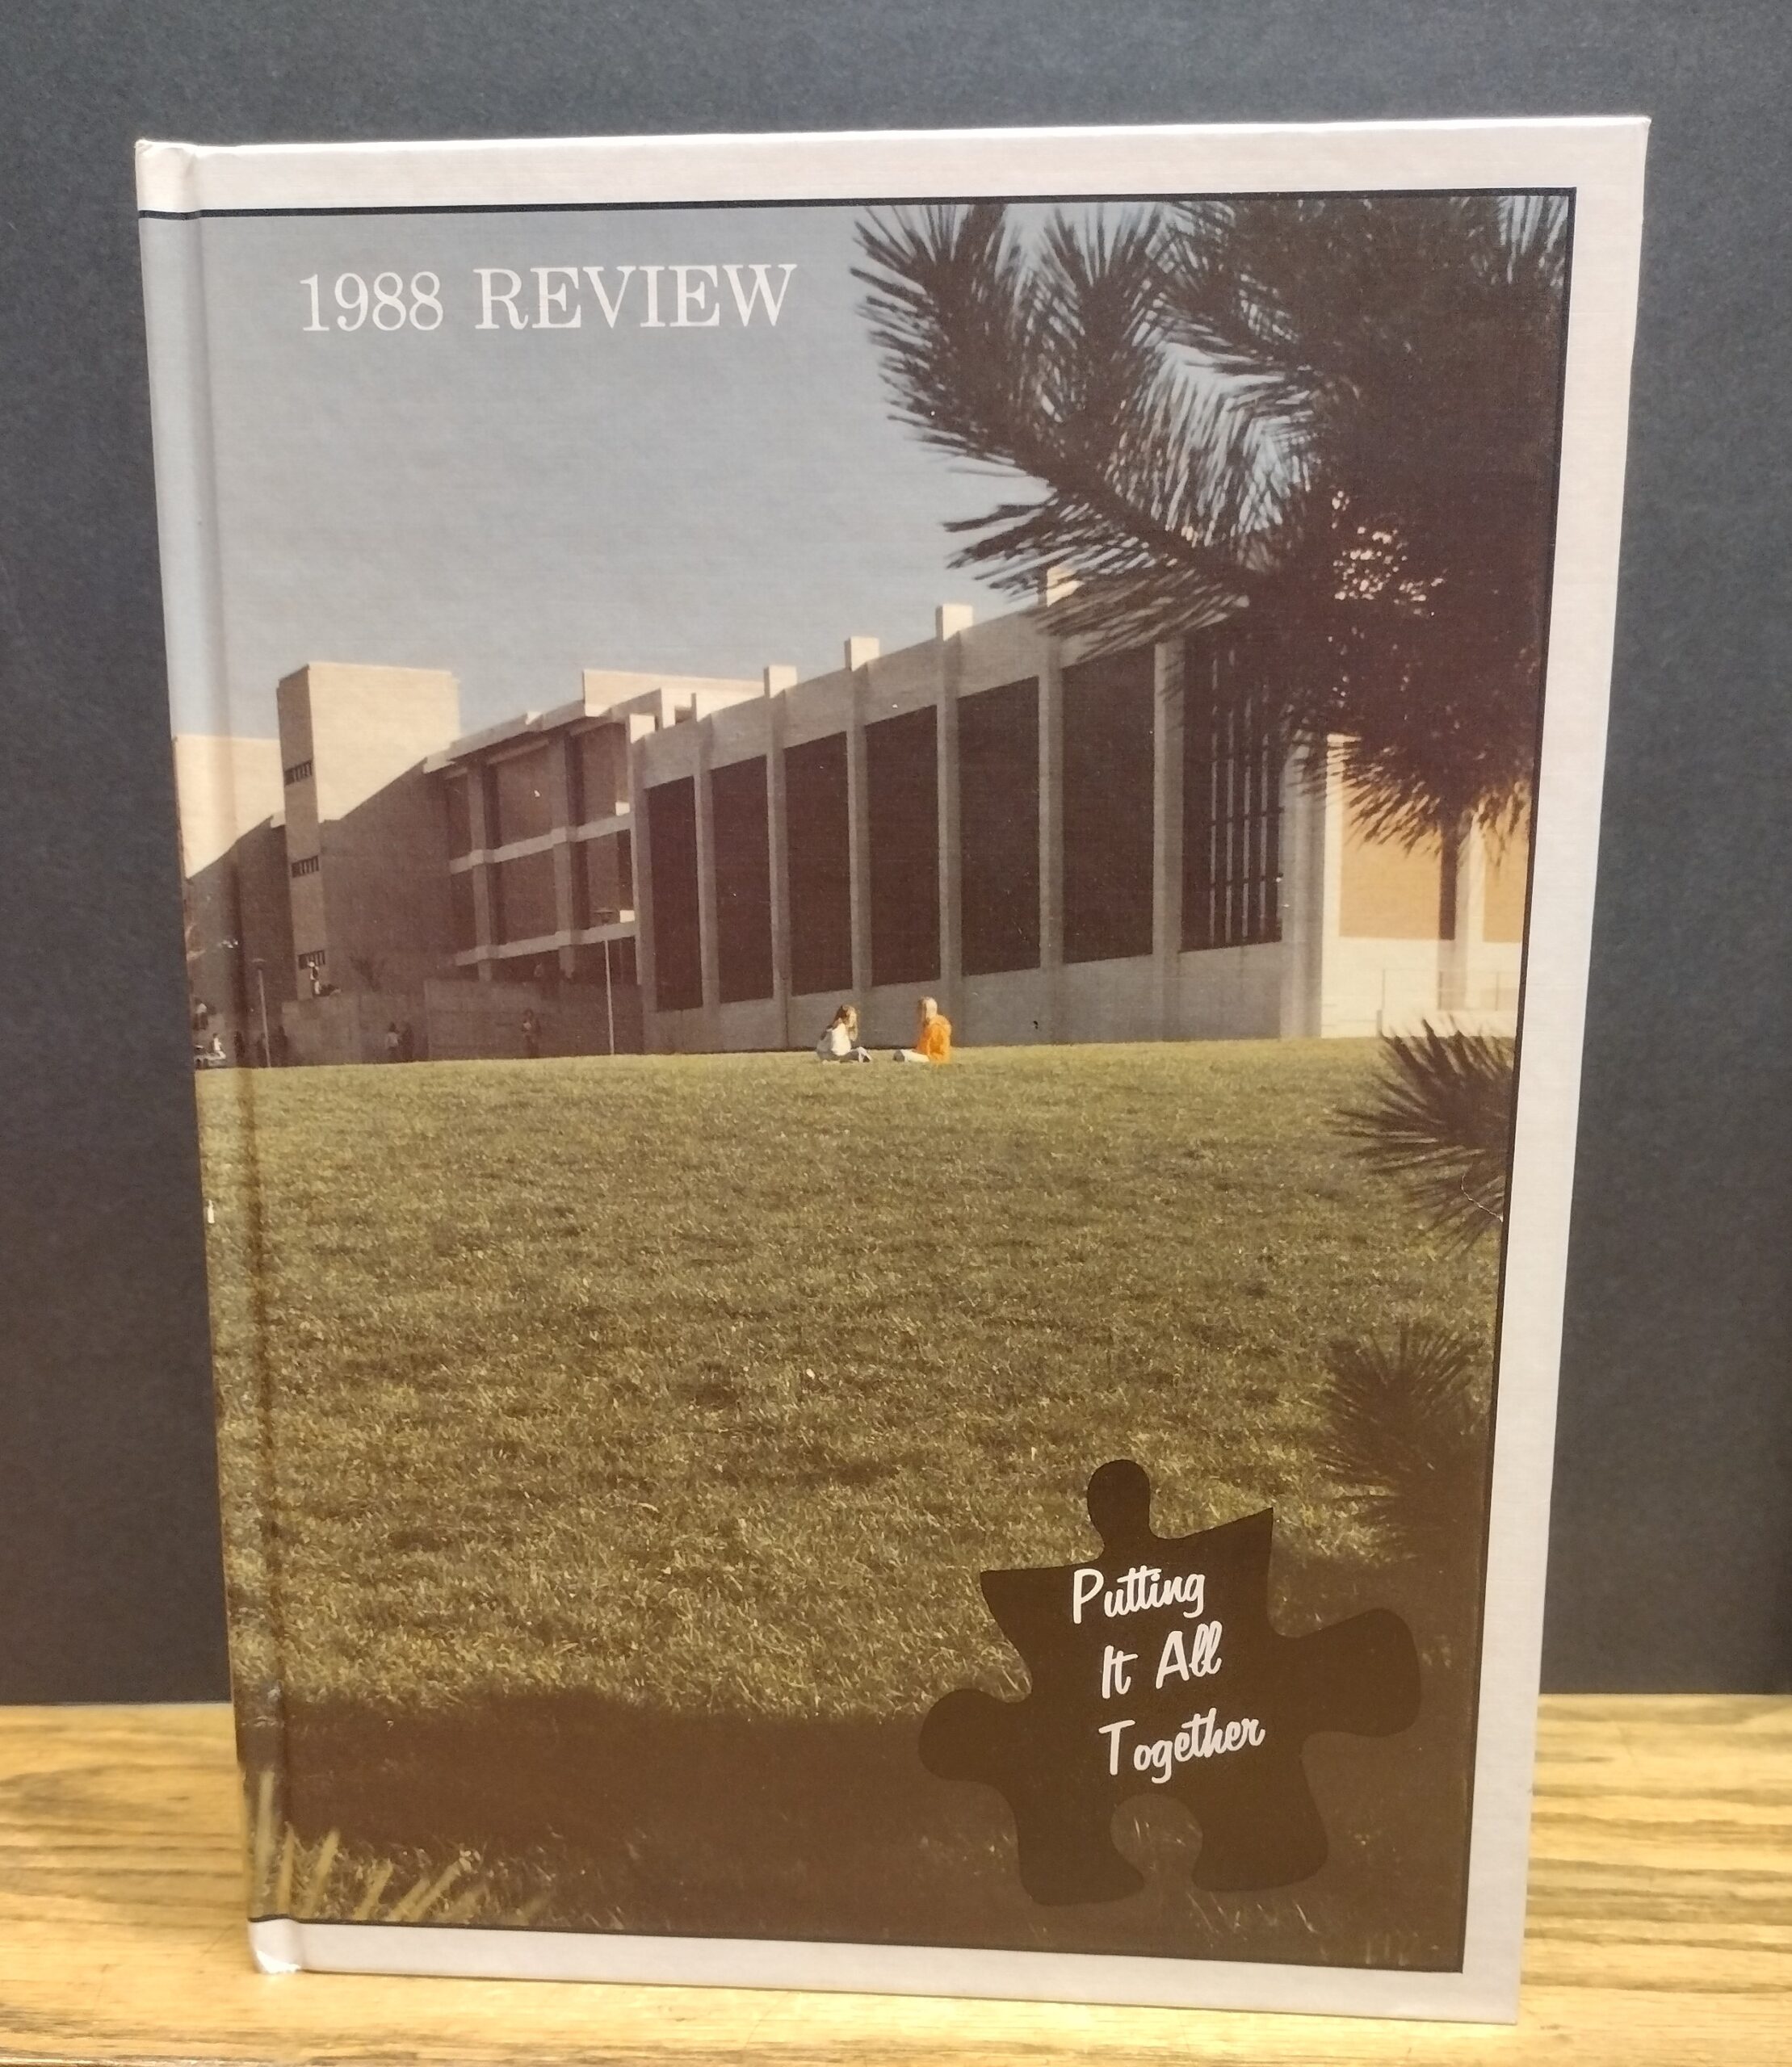 1988 REVIEW
Putting
It All
Together